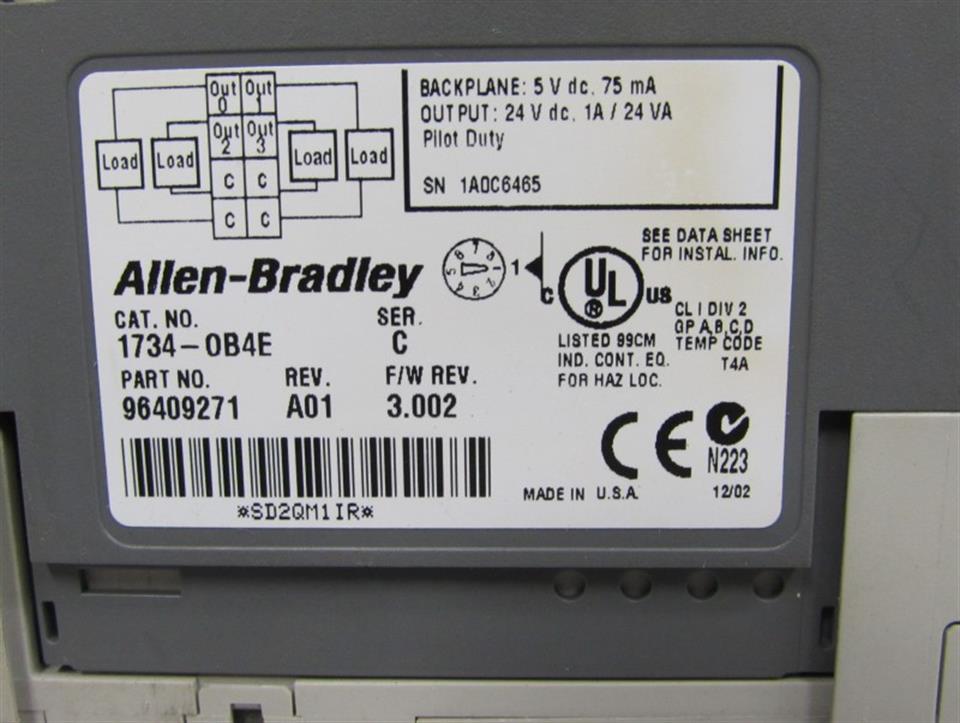 Out 0 Out 1
Out 2 Out 3
Load Load Load Load
C C
C C
BACKPLANE: 5 V dc, 75 mA
OUTPUT: 24 V dc, 1A / 24 VA
Pilot Duty
SN 1A0C6465
Allen-Bradley
1
C UL ® US
SEE DATA SHEET
FOR INSTAL. INFO.
CL I DIV 2
GP A,B,C,D
TEMP CODE
T4A
LISTED 99CM
IND. CONT. EQ.
FOR HAZ LOC.
CAT. NO. SER.
1734-OB4E C
PART NO. REV. F/W REV.
96409271 A01 3.002
*SD2QM1IR*
CE
N223
MADE IN U.S.A. 12/02